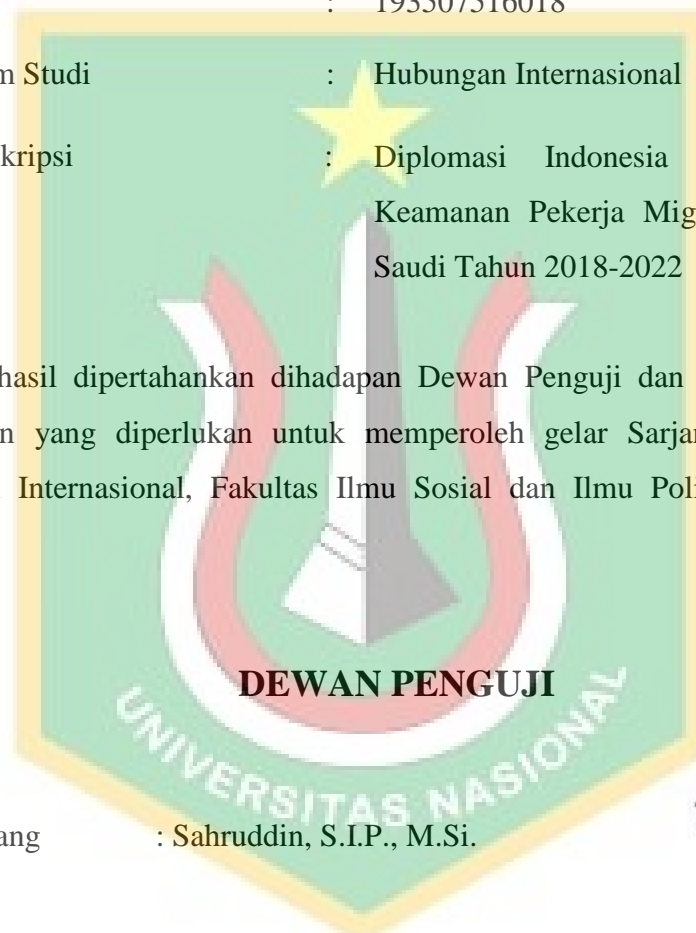 : 193507516018
m Studi : Hubungan Internasional
kripsi : Diplomasi Indonesia
Keamanan Pekerja Mig
Saudi Tahun 2018-2022
hasil dipertahankan dihadapan Dewan Penguji dan
n yang diperlukan untuk memperoleh gelar Sarja
Internasional, Fakultas Ilmu Sosial dan Ilmu Poli
DEWAN PENGUJI
UNIVERSITAS NASIONAL
ang : Sahruddin, S.I.P., M.Si.